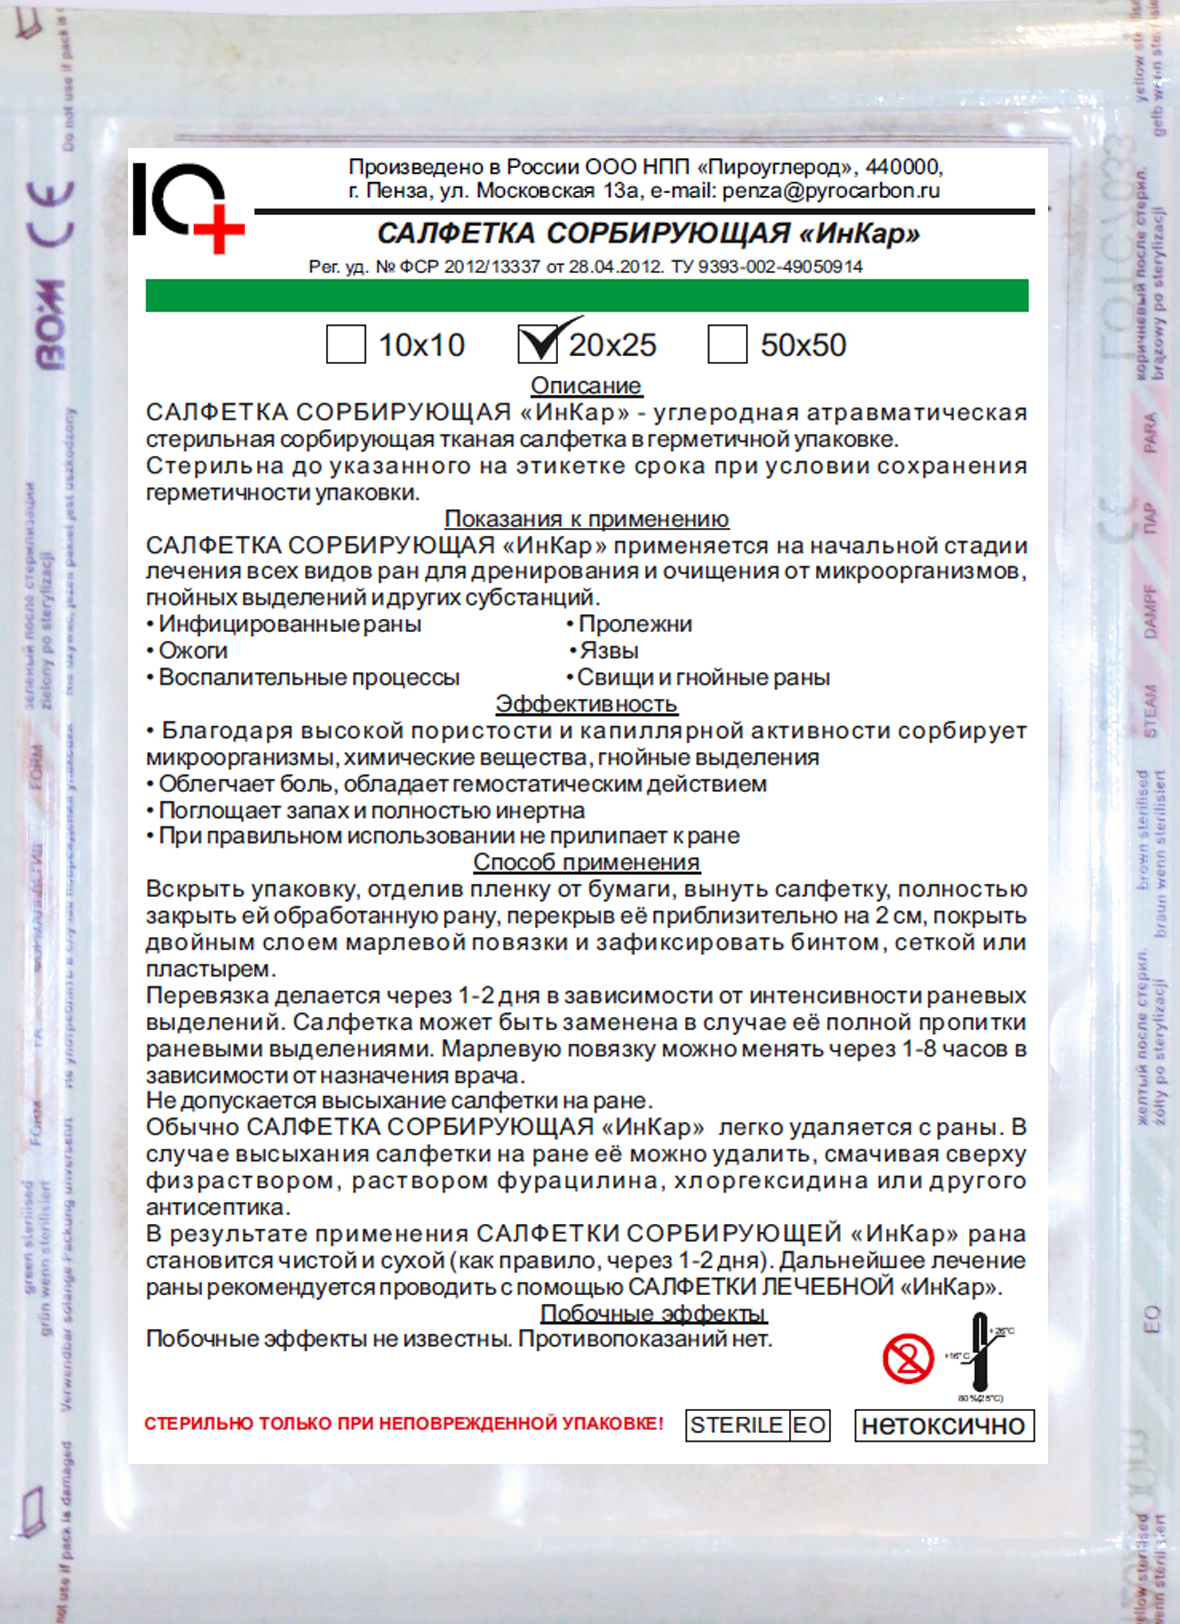 Произведено в России ООО НПП «Пироуглерод», 440000,
г. Пенза, ул. Московская 13а, e-mail: penza@pyrocarbon.ru
САЛФЕТКА СОРБИРУЮЩАЯ «ИнКар»
Рег. уд. № ФСР 2012/13337 от 28.04.2012. ТУ 9393-002-49050914
10x10 20x25 50x50
Описание
САЛФЕТКА СОРБИРУЮЩАЯ «ИнКар» - углеродная атравматическая
стерильная сорбирующая тканая салфетка в герметичной упаковке.
Стерильна до указанного на этикетке срока при условии сохранения
герметичности упаковки.
Показания к применению
САЛФЕТКА СОРБИРУЮЩАЯ «ИнКар» применяется на начальной стадии
лечения всех видов ран для дренирования и очищения от микроорганизмов,
гнойных выделений и других субстанций.
• Инфицированные раны • Пролежни
• Ожоги • Язвы
• Воспалительные процессы • Свищи и гнойные раны
Эффективность
• Благодаря высокой пористости и капиллярной активности сорбирует
микроорганизмы, химические вещества, гнойные выделения
• Облегчает боль, обладает гемостатическим действием
• Поглощает запах и полностью инертна
• При правильном использовании не прилипает к ране
Способ применения
Вскрыть упаковку, отделив пленку от бумаги, вынуть салфетку, полностью
закрыть ей обработанную рану, перекрыв её приблизительно на 2 см, покрыть
двойным слоем марлевой повязки и зафиксировать бинтом, сеткой или
пластырем.
Перевязка делается через 1-2 дня в зависимости от интенсивности раневых
выделений. Салфетка может быть заменена в случае её полной пропитки
раневыми выделениями. Марлевую повязку можно менять через 1-8 часов в
зависимости от назначения врача.
Не допускается высыхание салфетки на ране.
Обычно САЛФЕТКА СОРБИРУЮЩАЯ «ИнКар» легко удаляется с раны. В
случае высыхания салфетки на ране её можно удалить, смачивая сверху
физраствором, раствором фурацилина, хлоргексидина или другого
антисептика.
В результате применения САЛФЕТКИ СОРБИРУЮЩЕЙ «ИнКар» рана
становится чистой и сухой (как правило, через 1-2 дня). Дальнейшее лечение
раны рекомендуется проводить с помощью САЛФЕТКИ ЛЕЧЕБНОЙ «ИнКар».
Побочные эффекты
Побочные эффекты не известны. Противопоказаний нет.
2
СТЕРИЛЬНО ТОЛЬКО ПРИ НЕПОВРЕЖДЕННОЙ УПАКОВКЕ!
STERILE EO
нетоксично
Do not use if pack is
CE
BOM
зеленый после стерилизации
zielony po sterylizacji
FORM
FORM
green sterilised
grün wenn sterilisiert
not use if pack is damaged
yellow
gelb wenn
коричневый после стерил.
brązowy po sterylizacji
PARA
ПАР
DAMPF
STEAM
brown sterilised
braun wenn sterilisiert
желтый после стерил.
żółty po sterylizacji
EO